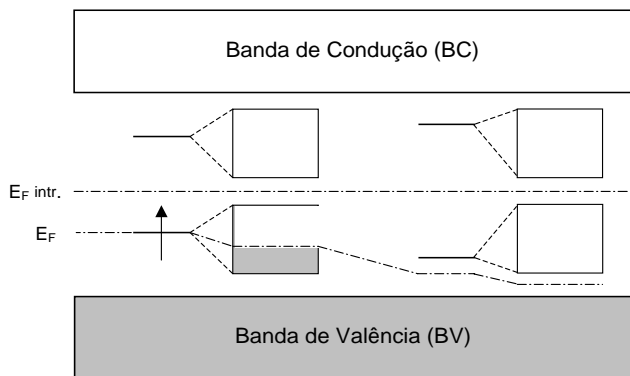 Banda de Condução (BC)
E_F intr.
E_F
Banda de Valência (BV)